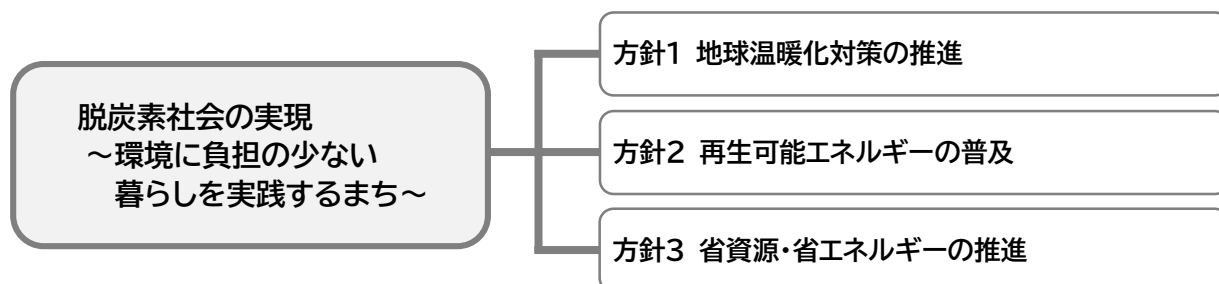 脱炭素社会の実現
～環境に負担の少ない
暮らしを実践するまち～
方針1 地球温暖化対策の推進
方針2 再生可能エネルギーの普及
方針3 省資源・省エネルギーの推進